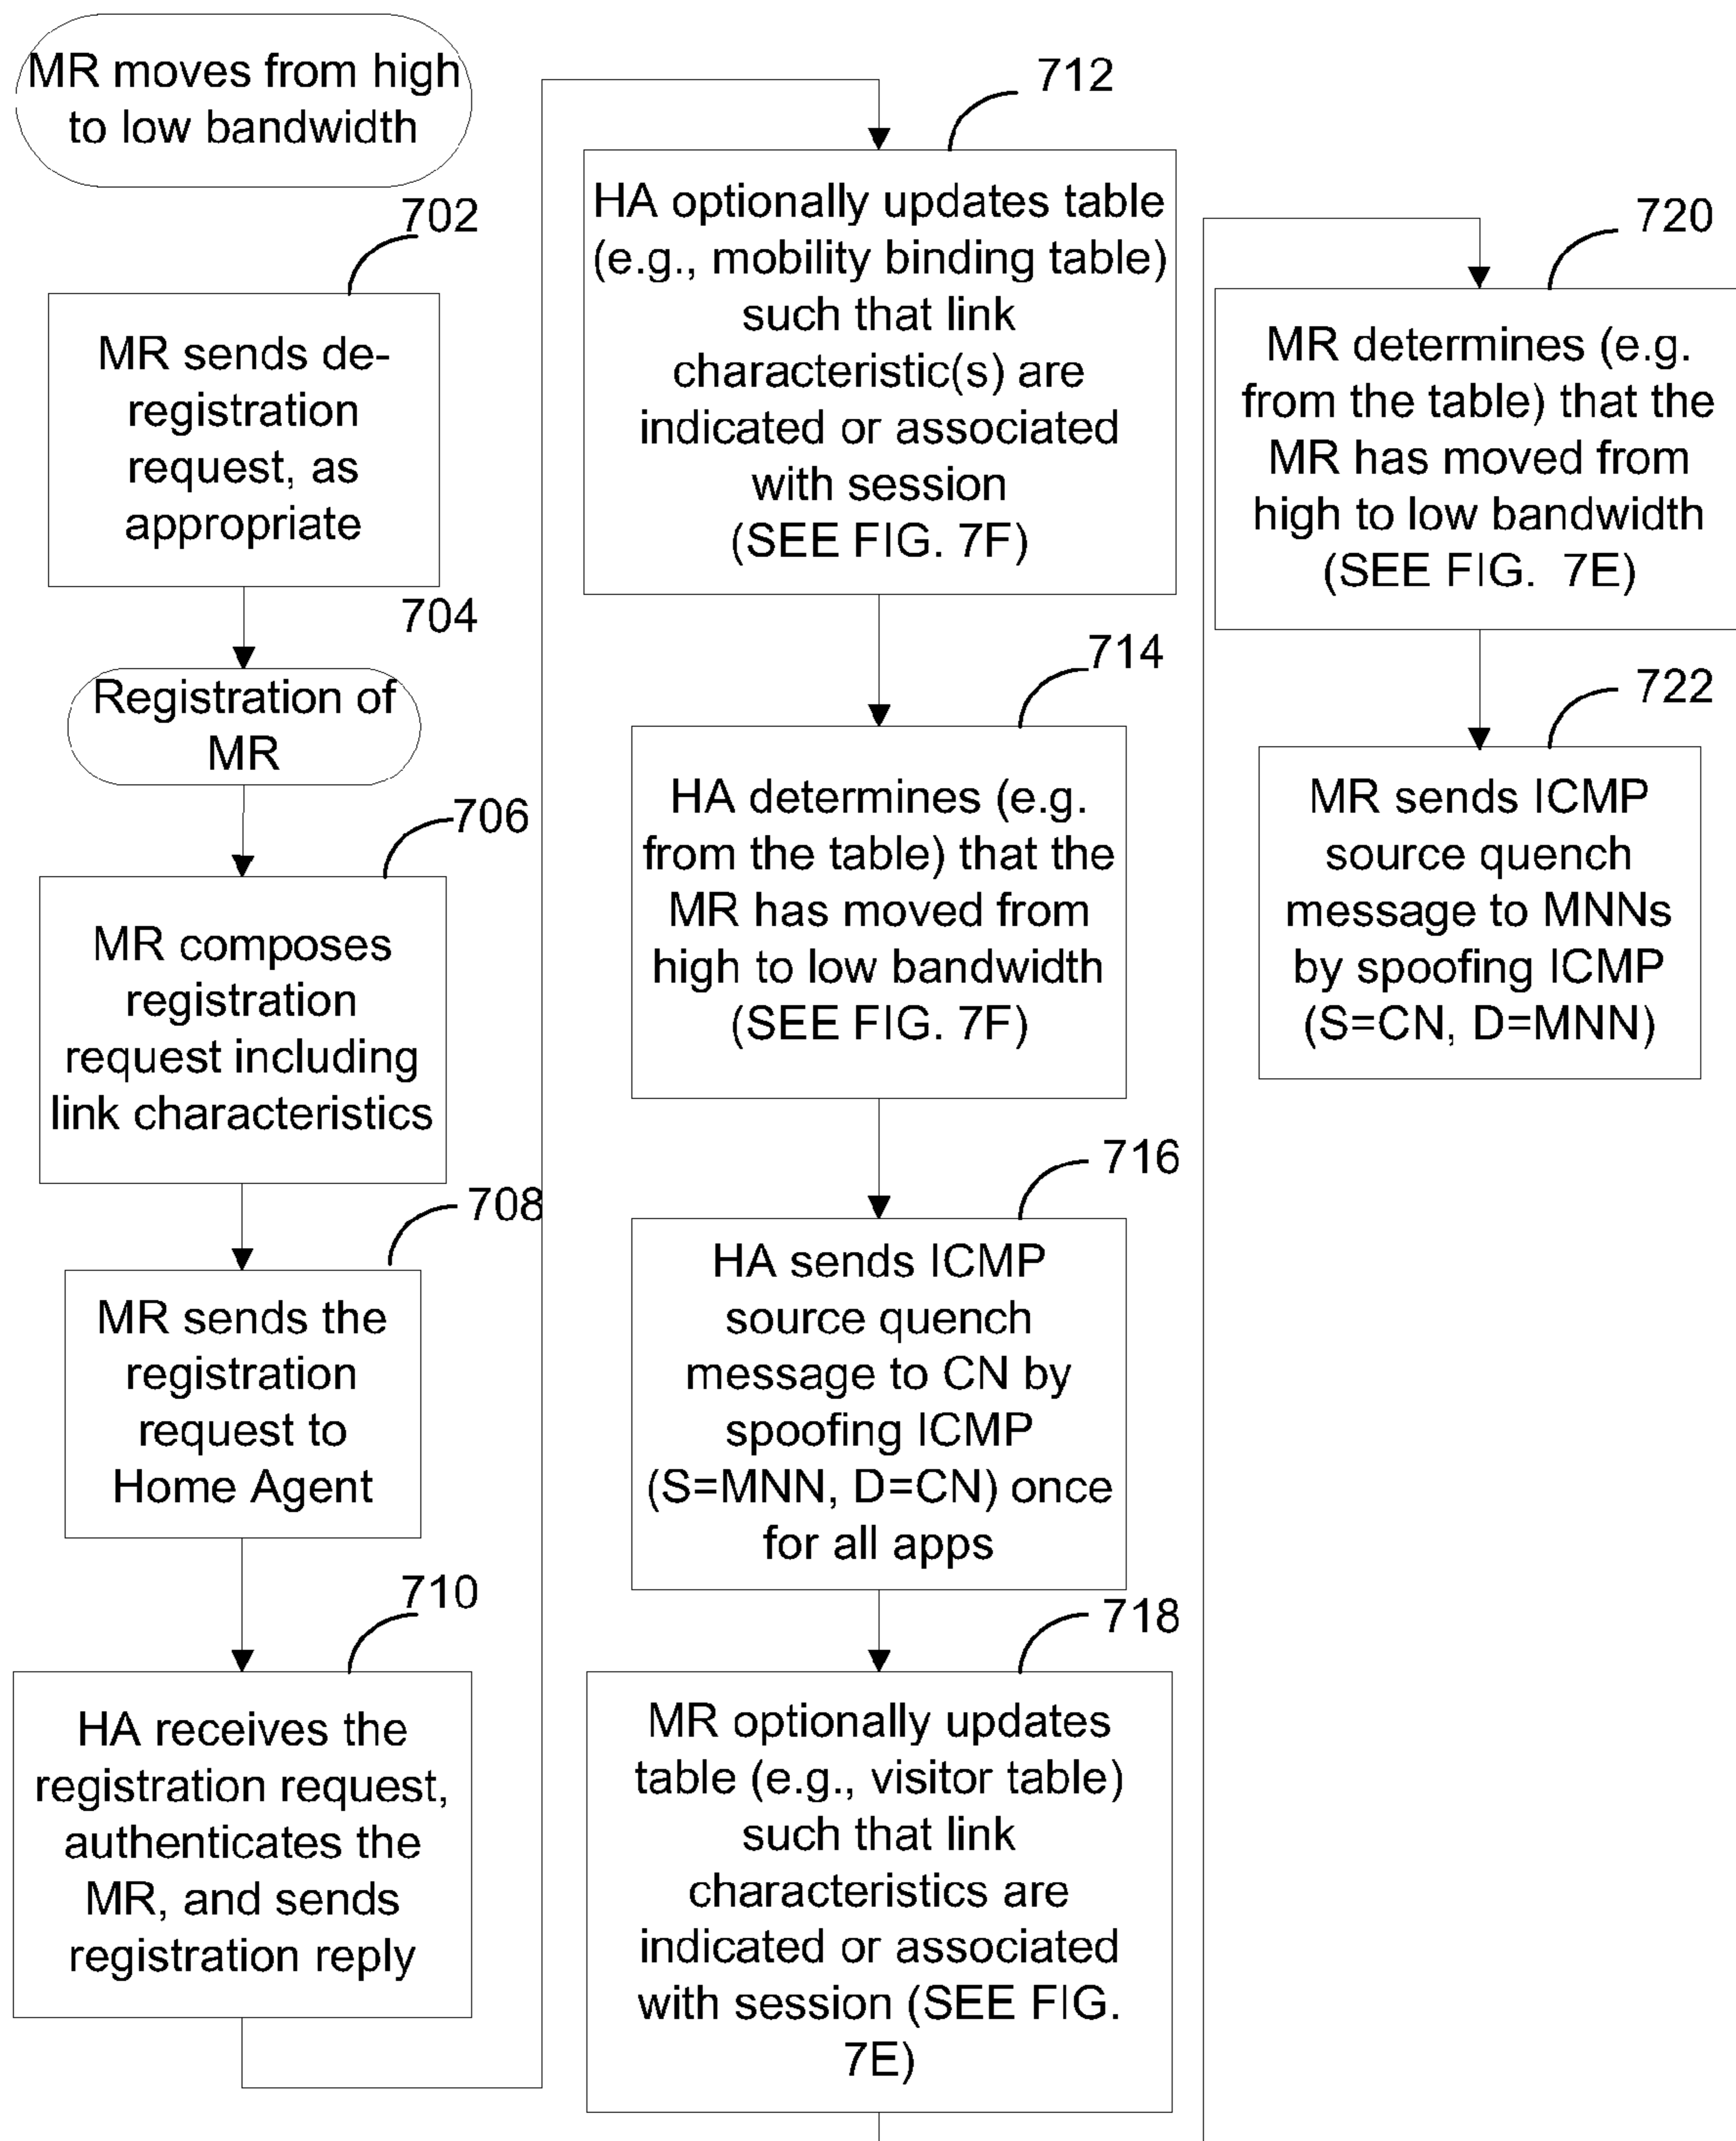 MR moves from high
to low bandwidth
702
MR sends de-
registration
request, as
appropriate
704
Registration of
MR
706
MR composes
registration
request including
link characteristics
708
MR sends the
registration
request to
Home Agent
710
HA receives the
registration request,
authenticates the
MR, and sends
registration reply
712
HA optionally updates table
(e.g., mobility binding table)
such that link
characteristic(s) are
indicated or associated
with session
(SEE FIG. 7F)
714
HA determines (e.g.
from the table) that the
MR has moved from
high to low bandwidth
(SEE FIG. 7F)
716
HA sends ICMP
source quench
message to CN by
spoofing ICMP
(S=MNN, D=CN) once
for all apps
718
MR optionally updates
table (e.g., visitor table)
such that link
characteristics are
indicated or associated
with session (SEE FIG.
7E)
720
MR determines (e.g.
from the table) that the
MR has moved from
high to low bandwidth
(SEE FIG. 7E)
722
MR sends ICMP
source quench
message to MNNs
by spoofing ICMP
(S=CN, D=MNN)